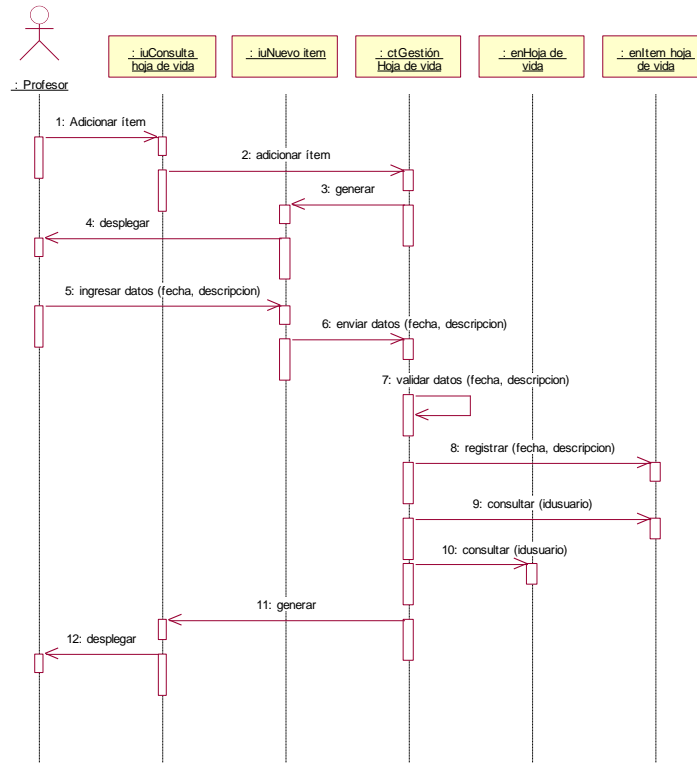 : iuConsulta
hoja de vida
: iuNuevo item
: ctGestión
Hoja de vida
: enHoja de
vida
: enItem hoja
de vida
: Profesor
1: Adicionar ítem
2: adicionar ítem
3: generar
4: desplegar
5: ingresar datos (fecha, descripcion)
6: enviar datos (fecha, descripcion)
7: validar datos (fecha, descripcion)
8: registrar (fecha, descripcion)
9: consultar (idusuario)
10: consultar (idusuario)
11: generar
12: desplegar